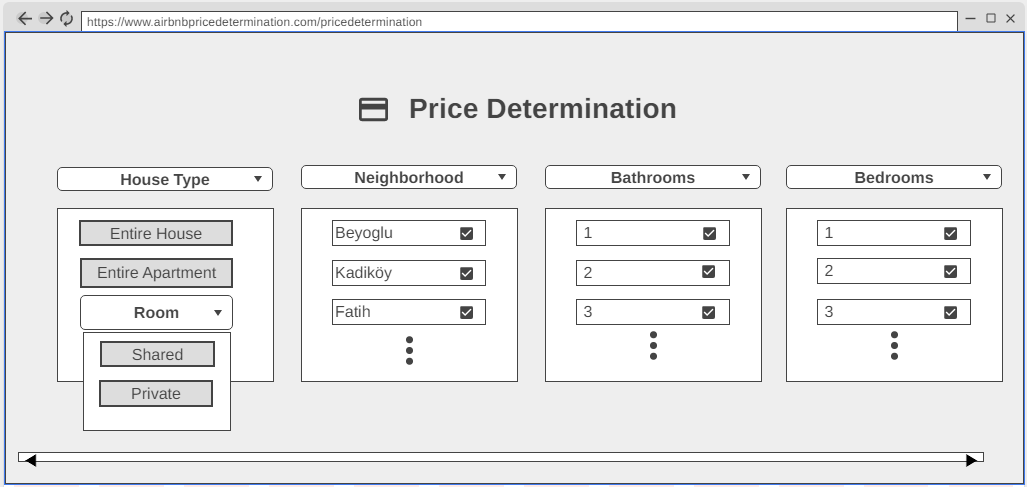 https://www.airbnbpricedetermination.com/pricedetermination
Price Determination
House Type
Entire House
Entire Apartment
Room
Shared
Private
Neighborhood
Beyoglu
Kadiköy
Fatih
Bathrooms
1
2
3
Bedrooms
1
2
3